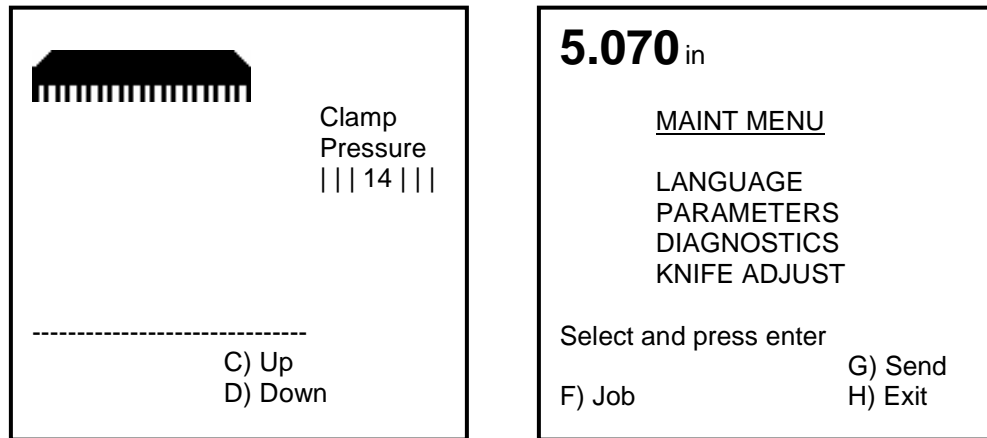 Clamp
Pressure
| | | 14 | | |
-------------------------------
C) Up
D) Down
5.070 in
MAINT MENU
LANGUAGE
PARAMETERS
DIAGNOSTICS
KNIFE ADJUST
Select and press enter
G) Send
F) Job H) Exit